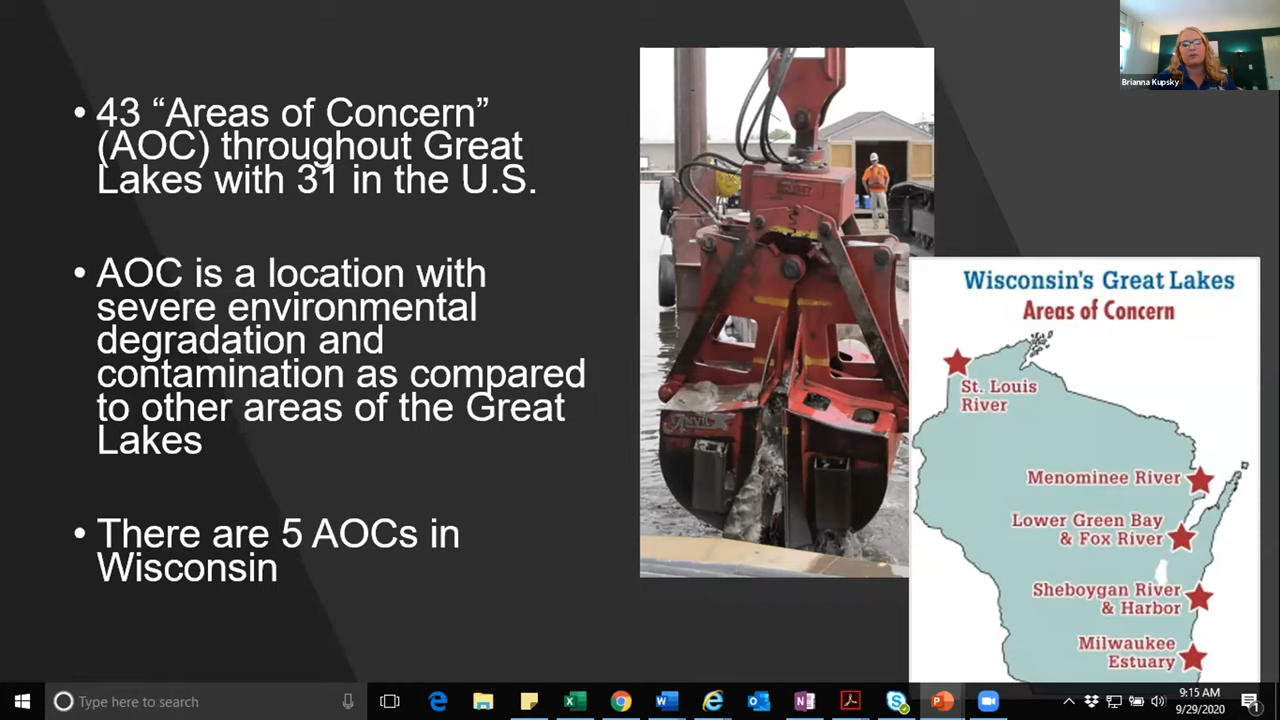 • 43 “Areas of Concern”
(AOC) throughout Great
Lakes with 31 in the U.S.
• AOC is a location with
severe environmental
degradation and
contamination as compared
to other areas of the Great
Lakes
• There are 5 AOCs in
Wisconsin
Anvil
Brianna Kupsky
Wisconsin's Great Lakes
Areas of Concern
St. Louis
River
Menominee River
Lower Green Bay
& Fox River
Sheboygan River
& Harbor
Milwaukee
Estuary
Type here to search
9:15 AM
9/29/2020
1